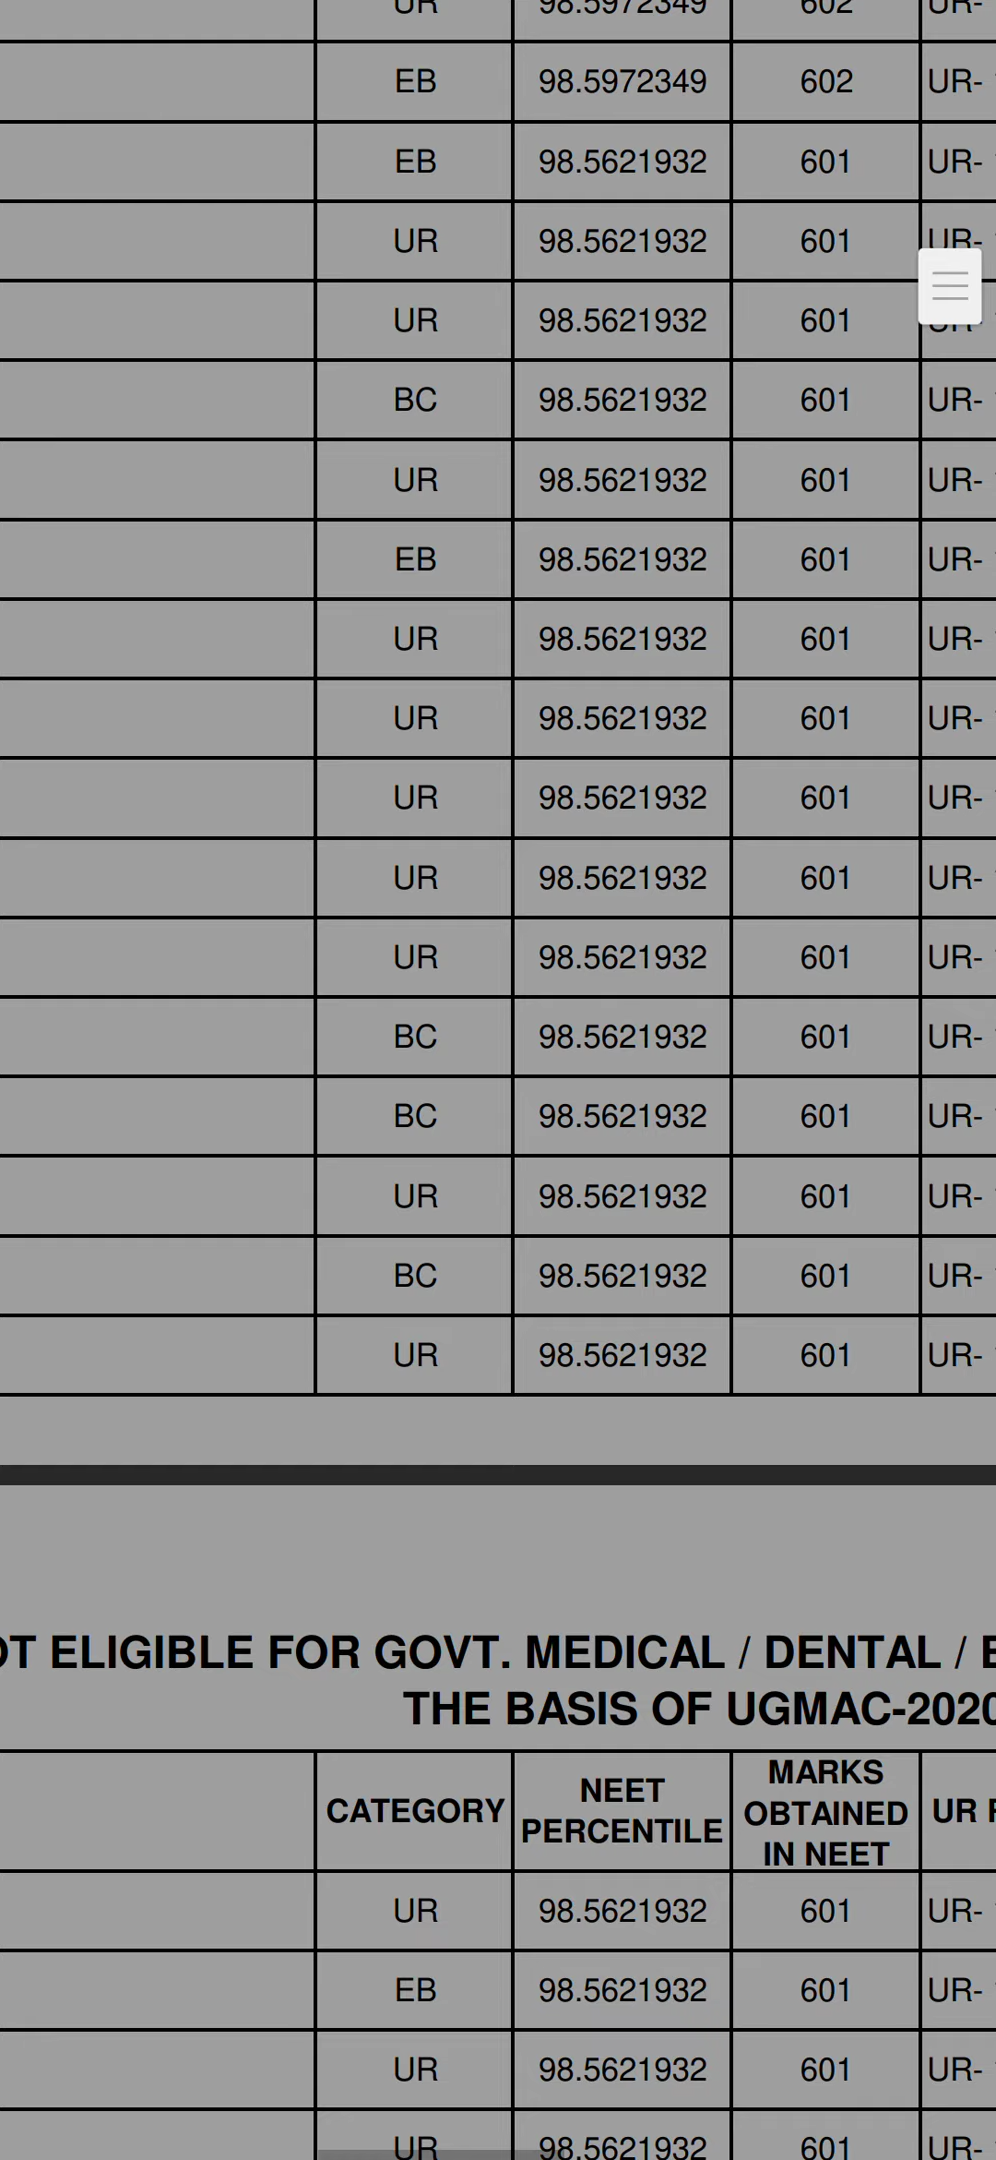 UR 98.5972349 602 UR-
EB 98.5972349 602 UR-
EB 98.5621932 601 UR-
UR 98.5621932 601 UR-
UR 98.5621932 601 UR-
BC 98.5621932 601 UR-
UR 98.5621932 601 UR-
EB 98.5621932 601 UR-
UR 98.5621932 601 UR-
UR 98.5621932 601 UR-
UR 98.5621932 601 UR-
UR 98.5621932 601 UR-
UR 98.5621932 601 UR-
BC 98.5621932 601 UR-
BC 98.5621932 601 UR-
UR 98.5621932 601 UR-
BC 98.5621932 601 UR-
UR 98.5621932 601 UR-
OT ELIGIBLE FOR GOVT. MEDICAL / DENTAL /
THE BASIS OF UGMAC-2020
CATEGORY
NEET
PERCENTILE
MARKS
OBTAINED
IN NEET
UR
UR 98.5621932 601 UR-
EB 98.5621932 601 UR-
UR 98.5621932 601 UR-
UR 98.5621932 601 UR-